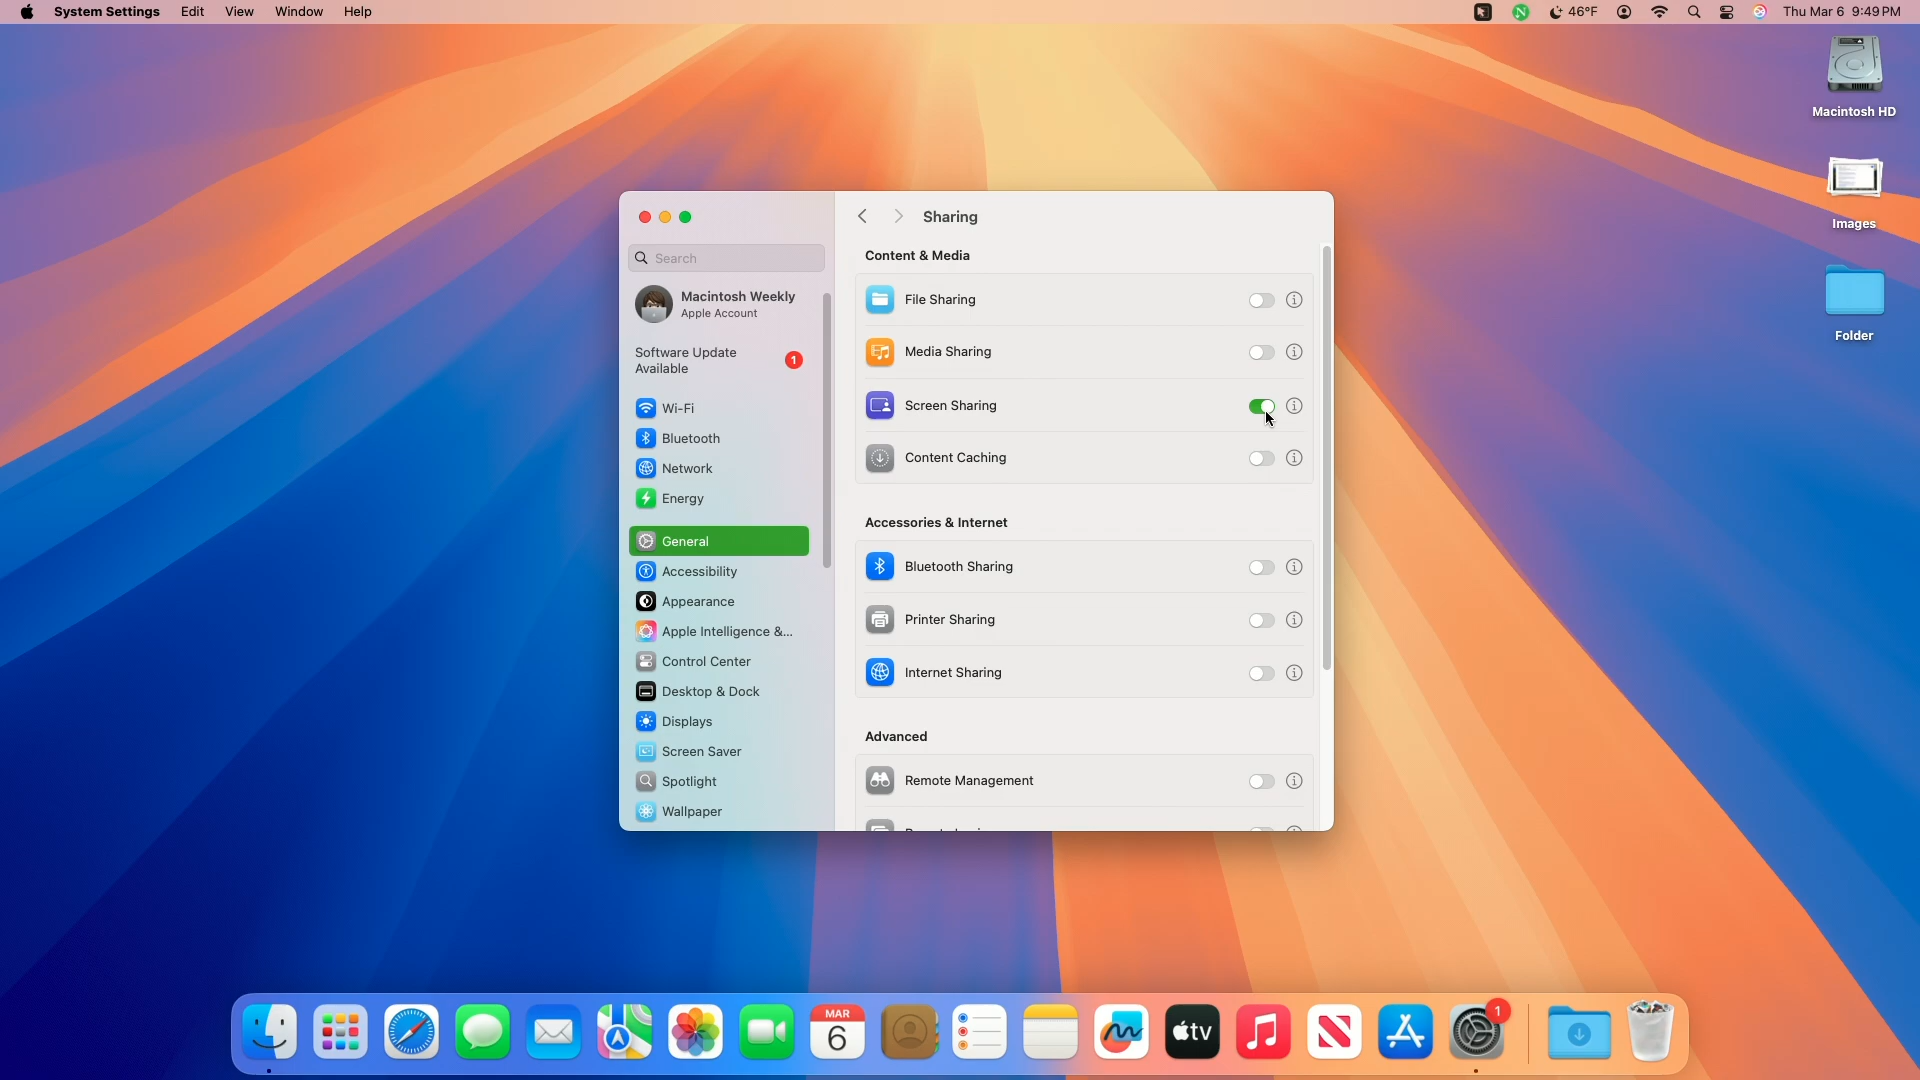 System Settings Edit View Window Help
46°F Thu Mar 6 9:49 PM
Macintosh HD
Images
Folder
Search
Macintosh Weekly
Apple Account
Software Update
Available
1
Wi-Fi
Bluetooth
Network
Energy
General
Accessibility
Appearance
Apple Intelligence &...
Control Center
Desktop & Dock
Displays
Screen Saver
Spotlight
Wallpaper
Sharing
Content & Media
File Sharing
Media Sharing
Screen Sharing
Content Caching
Accessories & Internet
Bluetooth Sharing
Printer Sharing
Internet Sharing
Advanced
Remote Management
MAR
6
tv
1